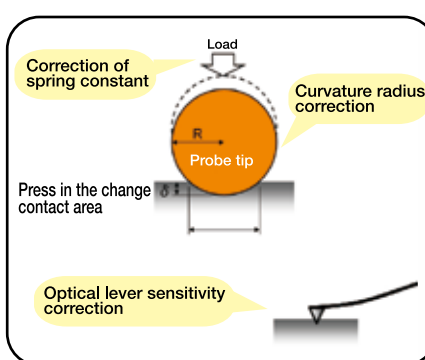 Load
Correction of
spring constant
Curvature radius
correction
R
Probe tip
Press in the change
contact area
δ
Optical lever sensitivity
correction